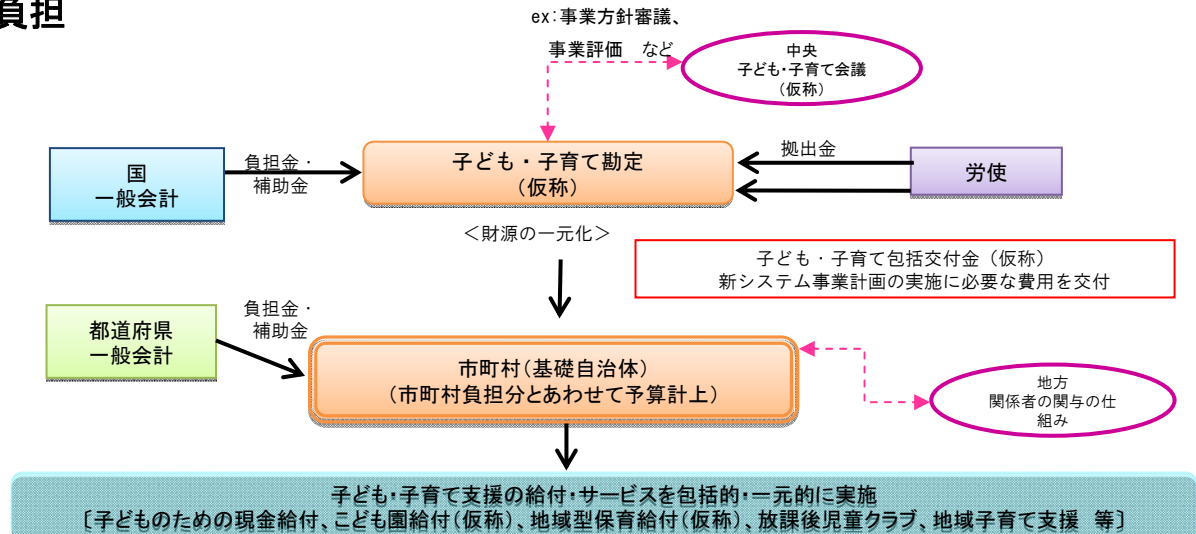 負担
ex：事業方針審議、
事業評価　など
中央
子ども・子育て会議
（仮称）
国
一般会計
負担金・
補助金
子ども・子育て勘定
（仮称）
拠出金
労使
＜財源の一元化＞
子ども・子育て包括交付金（仮称）
新システム事業計画の実施に必要な費用を交付
都道府県
一般会計
負担金・
補助金
市町村（基礎自治体）
（市町村負担分とあわせて予算計上）
地方
関係者の関与の仕
組み
子ども・子育て支援の給付・サービスを包括的・一元的に実施
〔子どものための現金給付、こども園給付（仮称）、地域型保育給付（仮称）、放課後児童クラブ、地域子育て支援　等〕